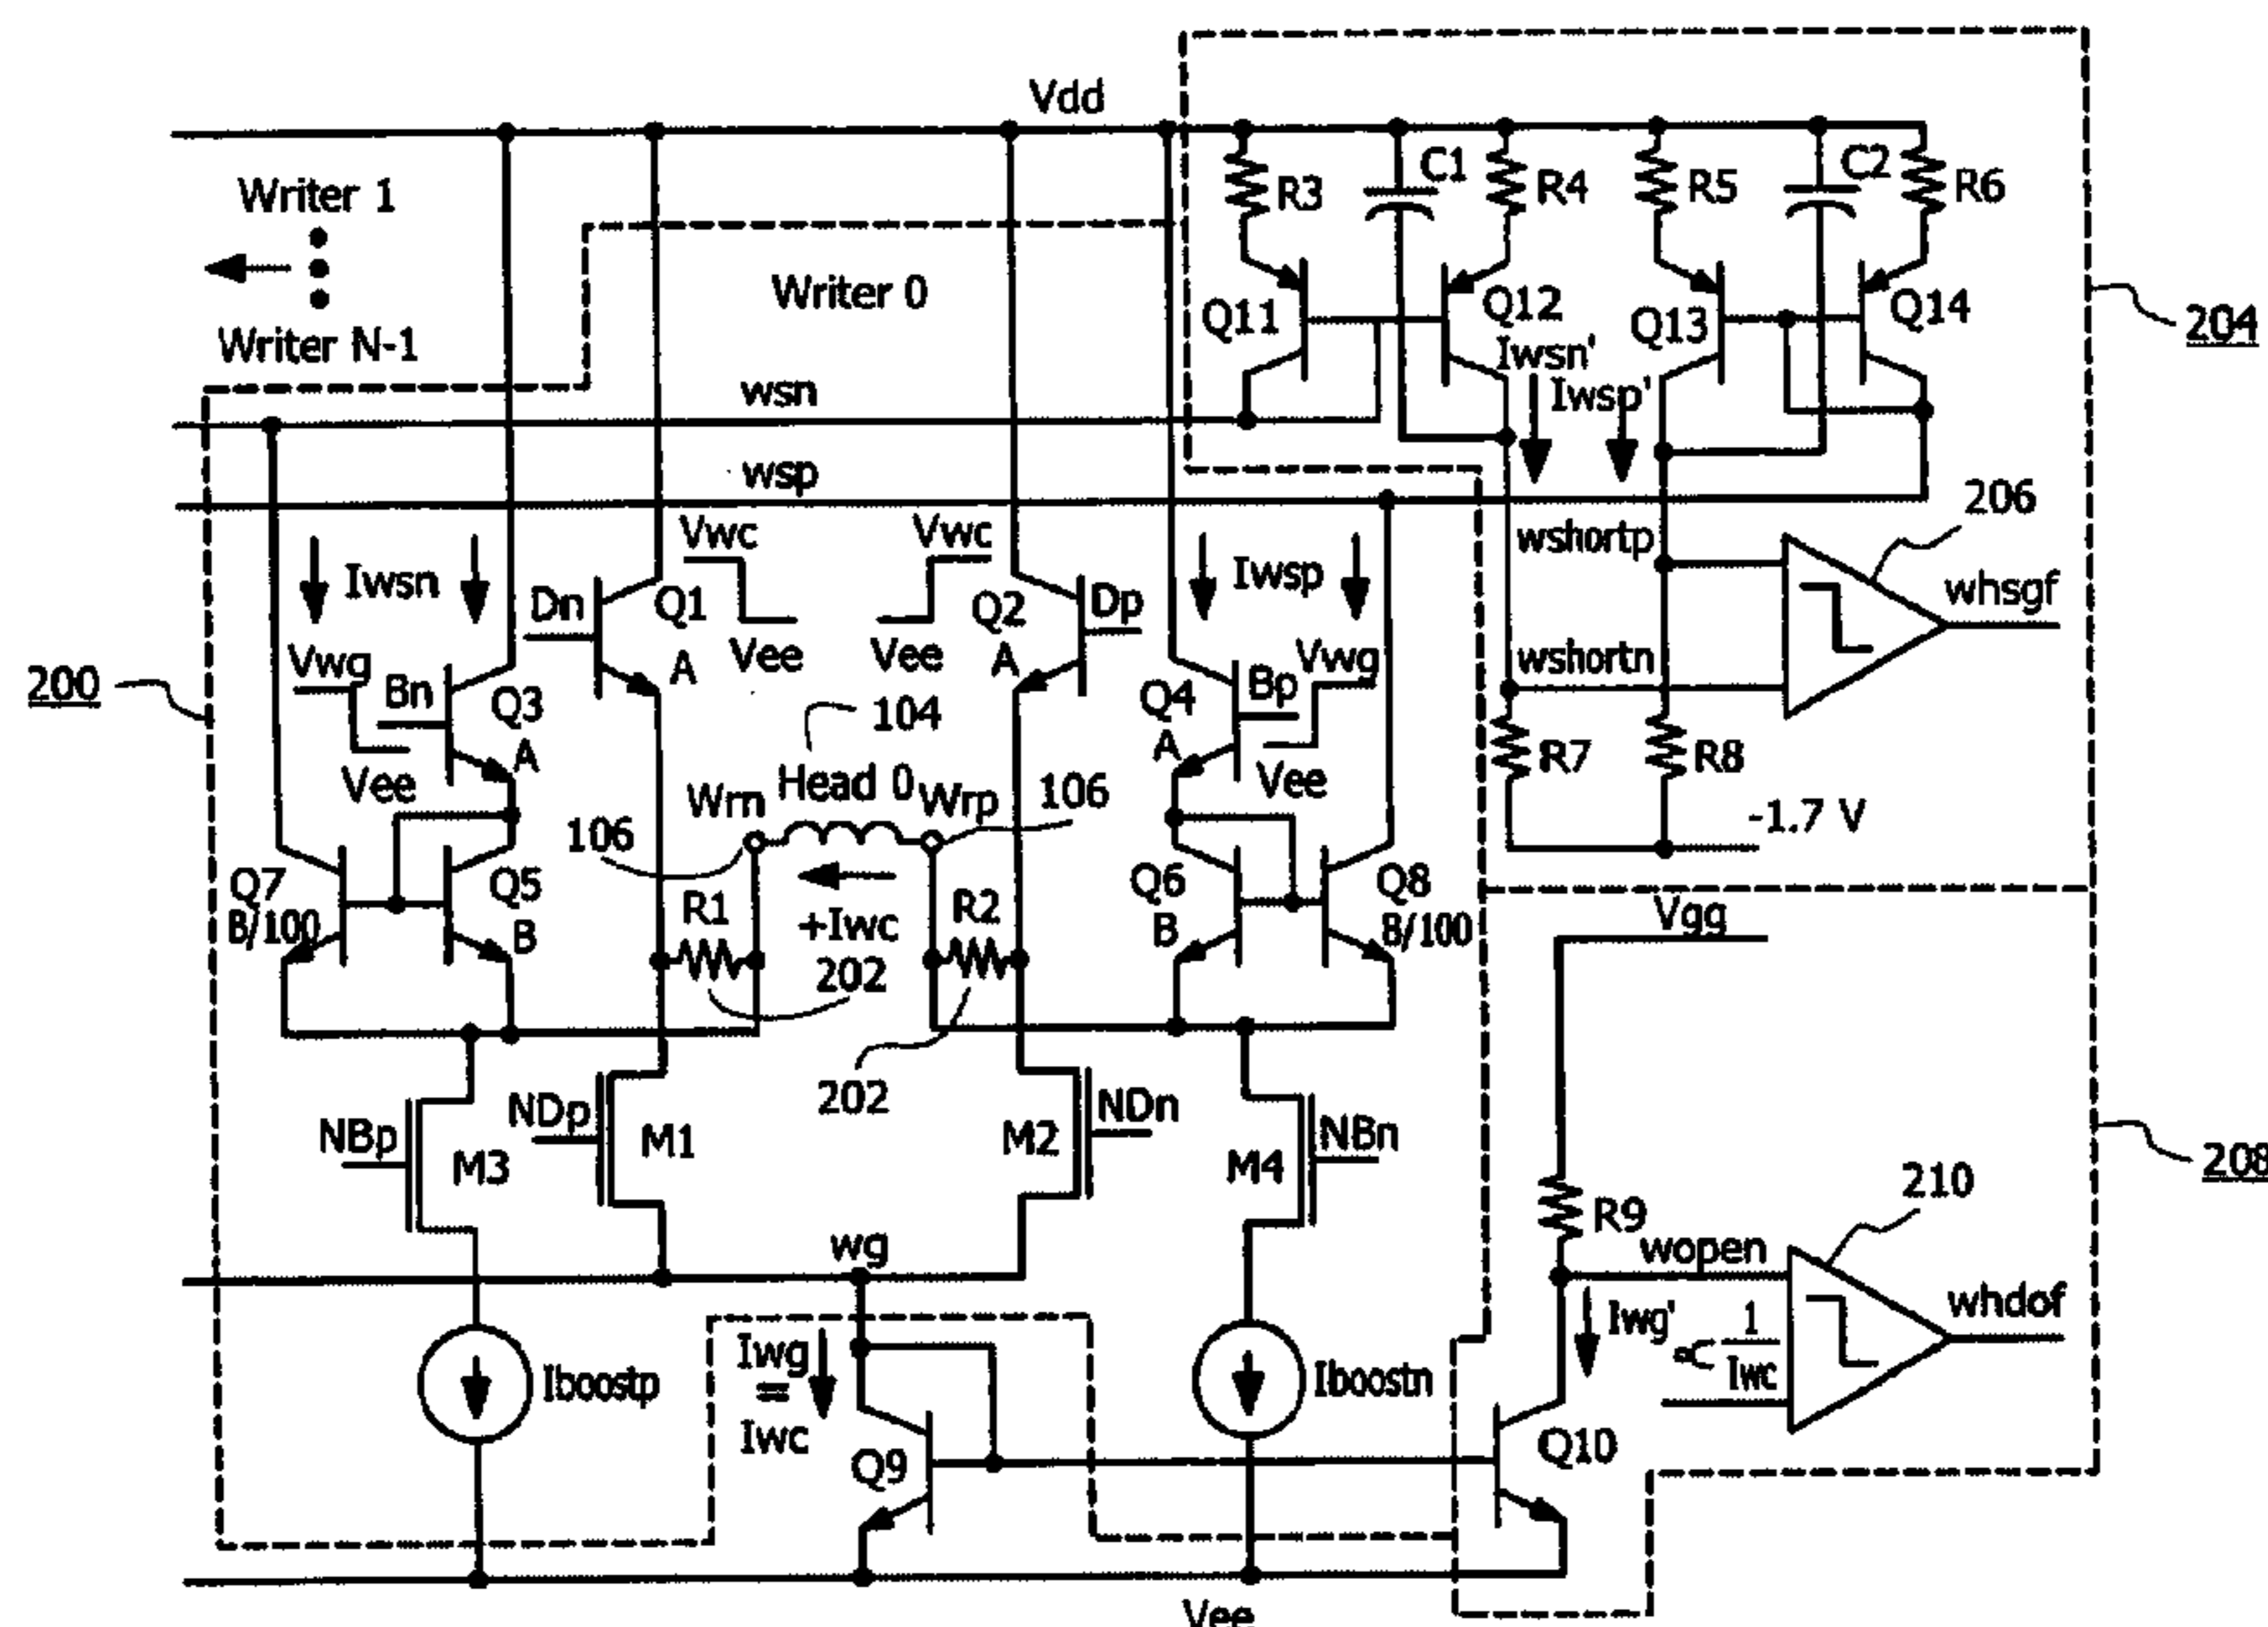 Vdd
Writer 1
Writer N-1
Writer 0
R3
C1
R4
R5
C2
R6
Q11
Q12
Q13
Q14
204
Iwsn'
Iwsp'
wsn
wsp
206
wshortp
wshortn
whsgf
Iwsn
Vwg
Vee
Bn
Q3
A
Dn
Q1
A
Vwc
Vee
Vwc
Vee
Q2
A
Dp
Iwsp
Vwg
Vee
Q4
A
Bp
200
104
Head 0
Wrn
Wrp
106
106
R7
R8
-1.7 V
Q7
B/100
Q5
B
R1
+Iwc
202
R2
Q6
B
Q8
B/100
Vgg
202
NBp
M3
NDp
M1
M2
NDn
M4
NBn
208
R9
210
wg
wopen
Iwg'
∝ 1/Iwc
whdof
Iboostp
Iwg
=
Iwc
Iboostn
Q9
Q10
Vee